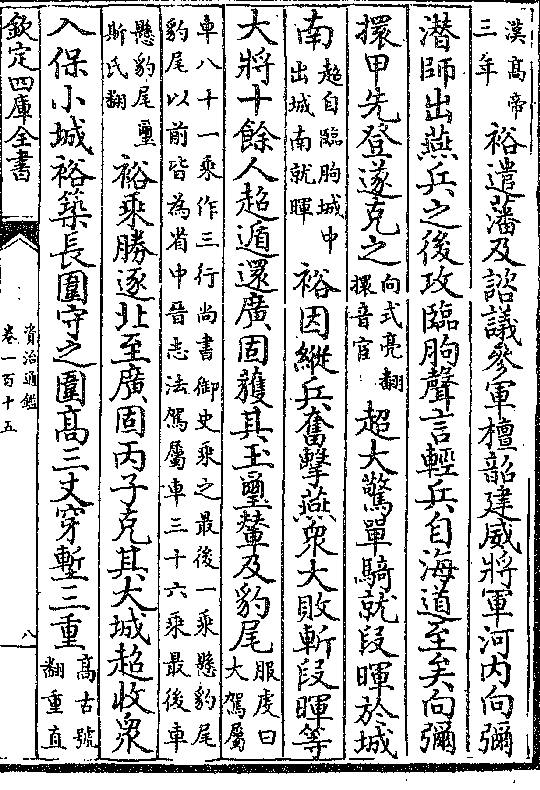 漢髙帝
三年
裕遣藩及諮議參軍檀韶建威將軍河内向彌
潜師出燕兵之後攻臨朐聲言輕兵自海道至矣向彌
擐甲先登遂克之
向式亮翻
擐音宦
超大驚單騎就段暉於城
南
超自臨朐城中
出城南就暉
裕因縱兵奮擊燕衆大敗斬段暉等
大將十餘人超遁還廣固獲其玉璽輦及豹尾
服虔曰
大駕屬
車八十一乘作三行尚書御史乘之最後一乘懸豹尾
豹尾以前皆為省中晉志法駕屬車三十六乘最後車
懸豹尾璽
斯氏翻
裕乘勝逐北至廣固丙子克其大城超收衆
入保小城裕築長圍守之圍髙三丈穿塹三重
髙古號
翻重直
欽定四庫全書
資治通鑑
卷一百十五
八